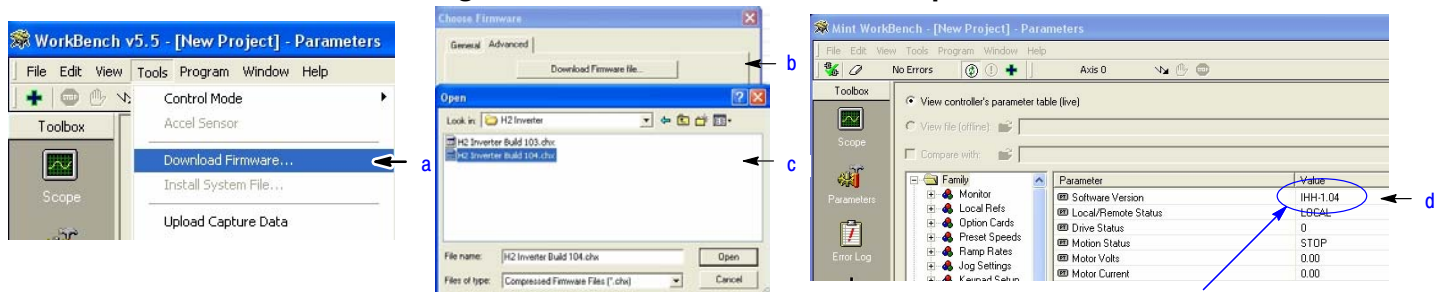 WorkBench v5.5 - [New Project] - Parameters
File Edit View Tools Program Window Help
Control Mode
Toolbox
Accel Sensor
Download Firmware...
a
Install System File...
Scope
Upload Capture Data
Choose Firmware
General Advanced
Download Firmware file...
b
Open
Look in: H2 Inverter
H2 Inverter Build 103.chx
H2 Inverter Build 104.chx
c
File name: H2 Inverter Build 104.chx Open
Files of type: Compressed Firmware Files (*.chx) Cancel
Mint WorkBench - [New Project] - Parameters
File Edit View Tools Program Window Help
No Errors Axis 0
Toolbox
View controller's parameter table (live)
View file (offline):
Scope
Compare with:
Family Parameter Value
Monitor Software Version IHH-1.04
d
Parameters
Local Refs Local/Remote Status LOCAL
Option Cards Drive Status 0
Preset Speeds Motion Status STOP
Ramp Rates Motor Volts 0.00
Error Log
Jog Settings Motor Current 0.00
Keypad Setup